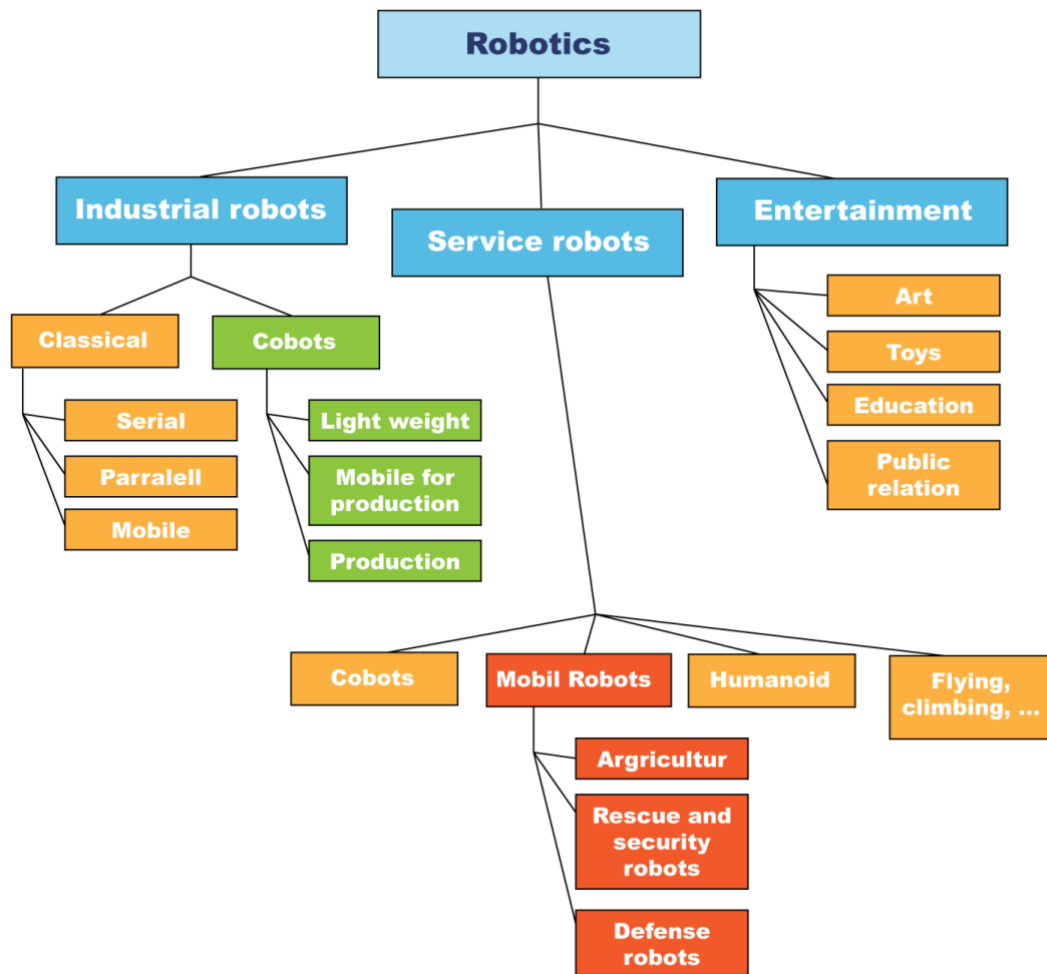 Robotics
Industrial robots
Service robots
Entertainment
Classical
Serial
Parralell
Mobile
Cobots
Light weight
Mobile for
production
Production
Art
Toys
Education
Public
relation
Cobots
Mobil Robots
Humanoid
Flying,
climbing, ...
Argricultur
Rescue and
security
robots
Defense
robots